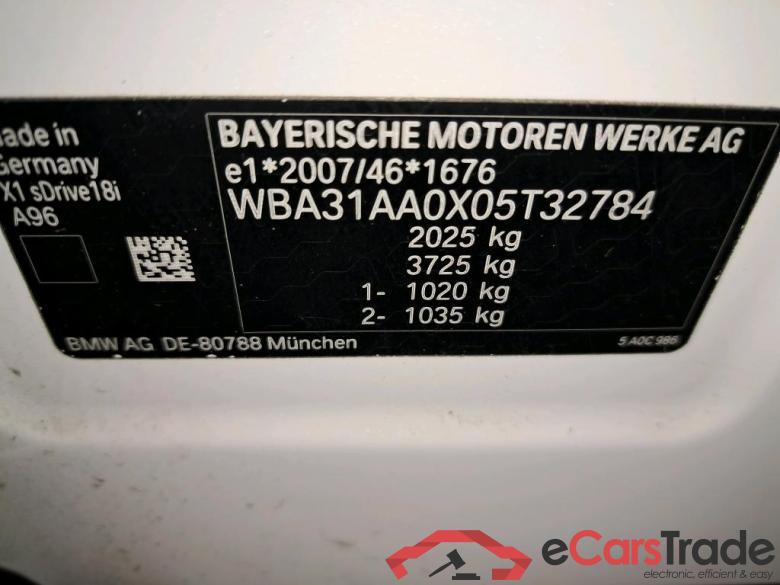 Made in
Germany
X1 sDrive18i
A96
BAYERISCHE MOTOREN WERKE AG
e1*2007/46*1676
WBA31AA0X05T32784
2025 kg
3725 kg
1- 1020 kg
2- 1035 kg
BMW AG DE-80788 München
5 A0C 986
eCarsTrade
electronic, efficient & easy